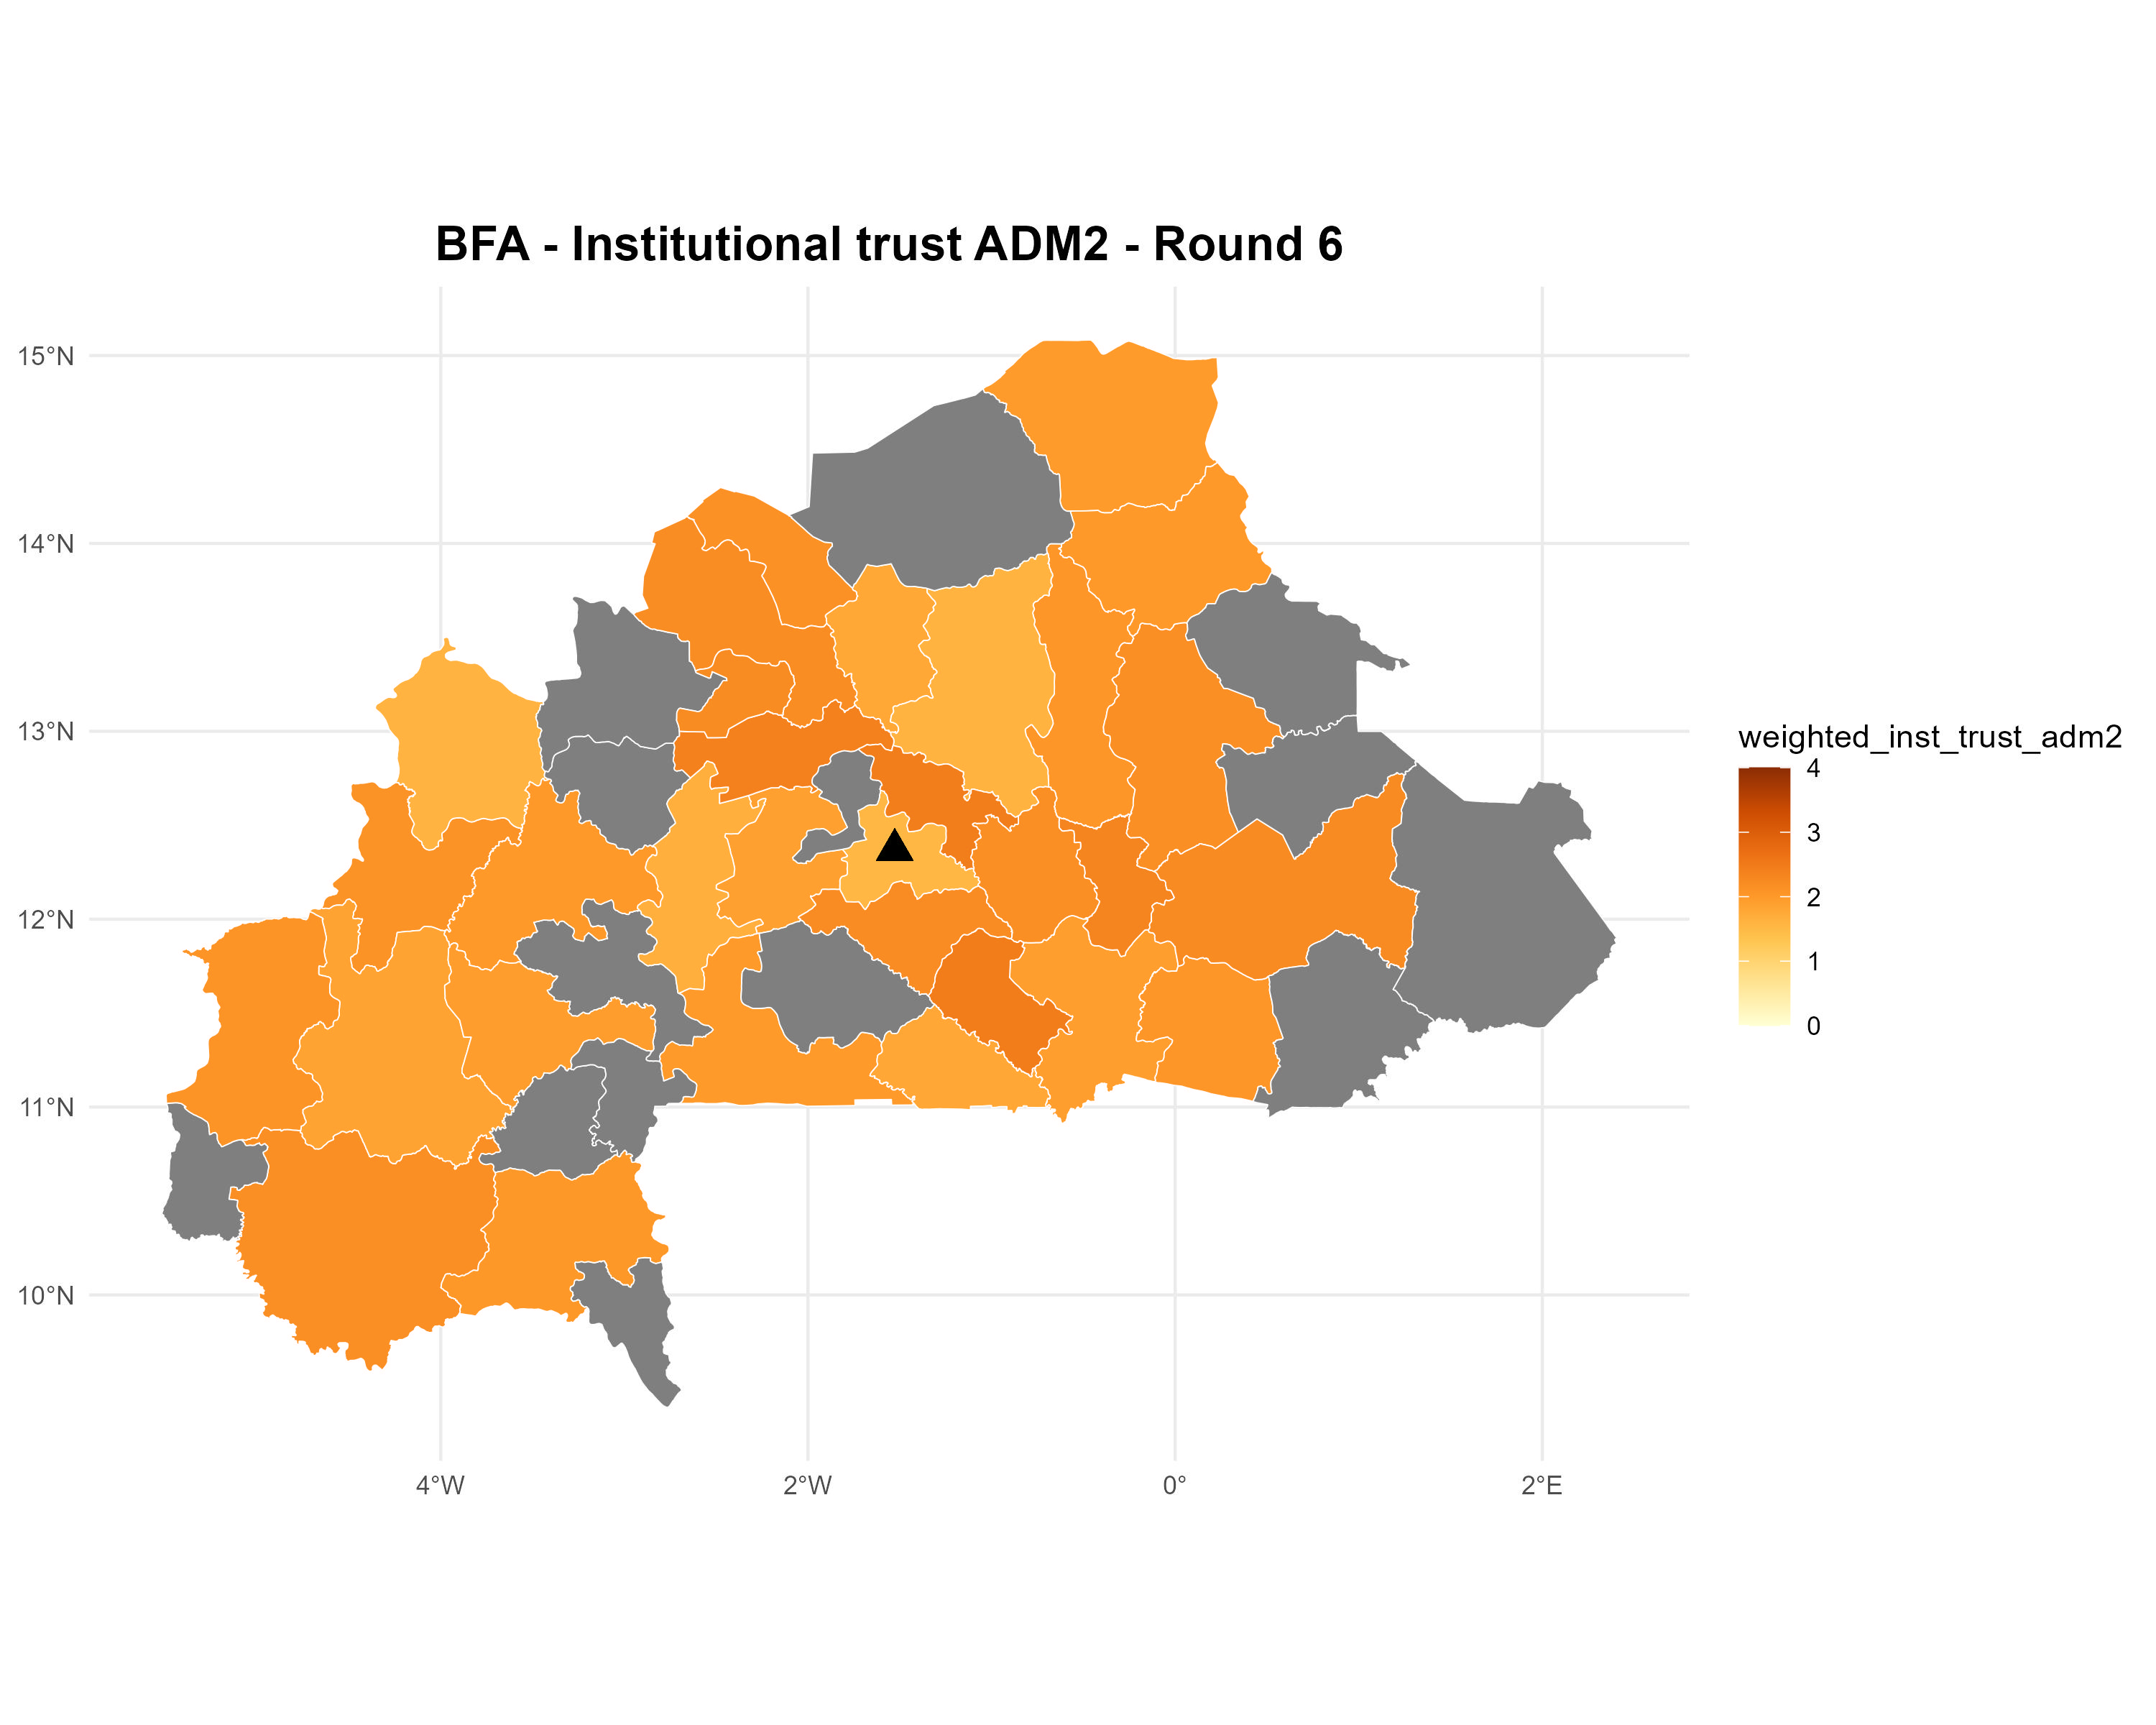 BFA - Institutional trust ADM2 - Round 6
15°N
14°N
13°N
12°N
11°N
10°N
4°W
2°W
0°
2°E
weighted_inst_trust_adm2
4
3
2
1
0